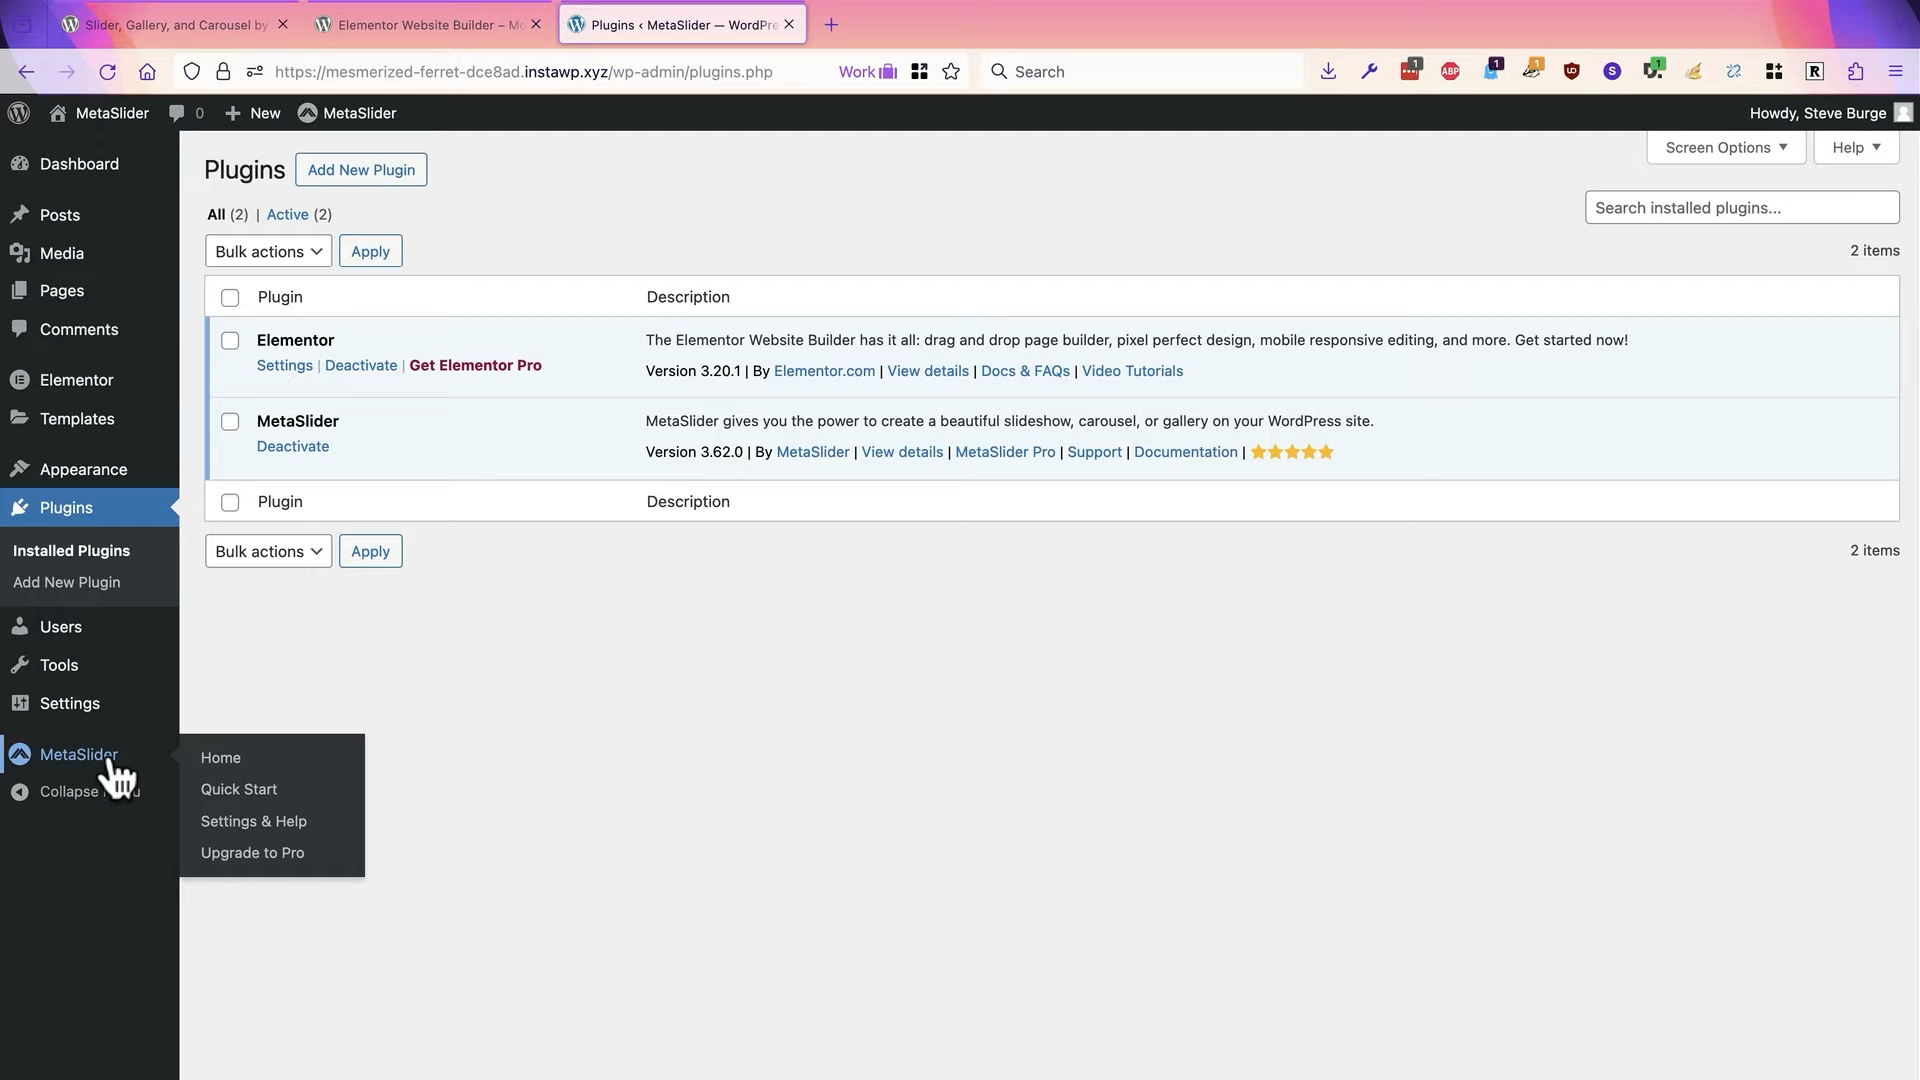 Slider, Gallery, and Carousel by
Elementor Website Builder – Mo
Plugins ‹ MetaSlider — WordPre
https://mesmerized-ferret-dce8ad.instawp.xyz/wp-admin/plugins.php
Work
Search
1
ABP
1
1
S
1
R
MetaSlider
0
New
MetaSlider
Howdy, Steve Burge
Dashboard
Posts
Media
Pages
Comments
Elementor
Templates
Appearance
Plugins
Installed Plugins
Add New Plugin
Users
Tools
Settings
MetaSlider
Collapse
Home
Quick Start
Settings & Help
Upgrade to Pro
Screen Options
Help
Plugins
Add New Plugin
All (2) | Active (2)
Search installed plugins...
Bulk actions
Apply
2 items
Plugin
Description
Elementor
Settings | Deactivate | Get Elementor Pro
The Elementor Website Builder has it all: drag and drop page builder, pixel perfect design, mobile responsive editing, and more. Get started now!
Version 3.20.1 | By Elementor.com | View details | Docs & FAQs | Video Tutorials
MetaSlider
Deactivate
MetaSlider gives you the power to create a beautiful slideshow, carousel, or gallery on your WordPress site.
Version 3.62.0 | By MetaSlider | View details | MetaSlider Pro | Support | Documentation |
Plugin
Description
Bulk actions
Apply
2 items